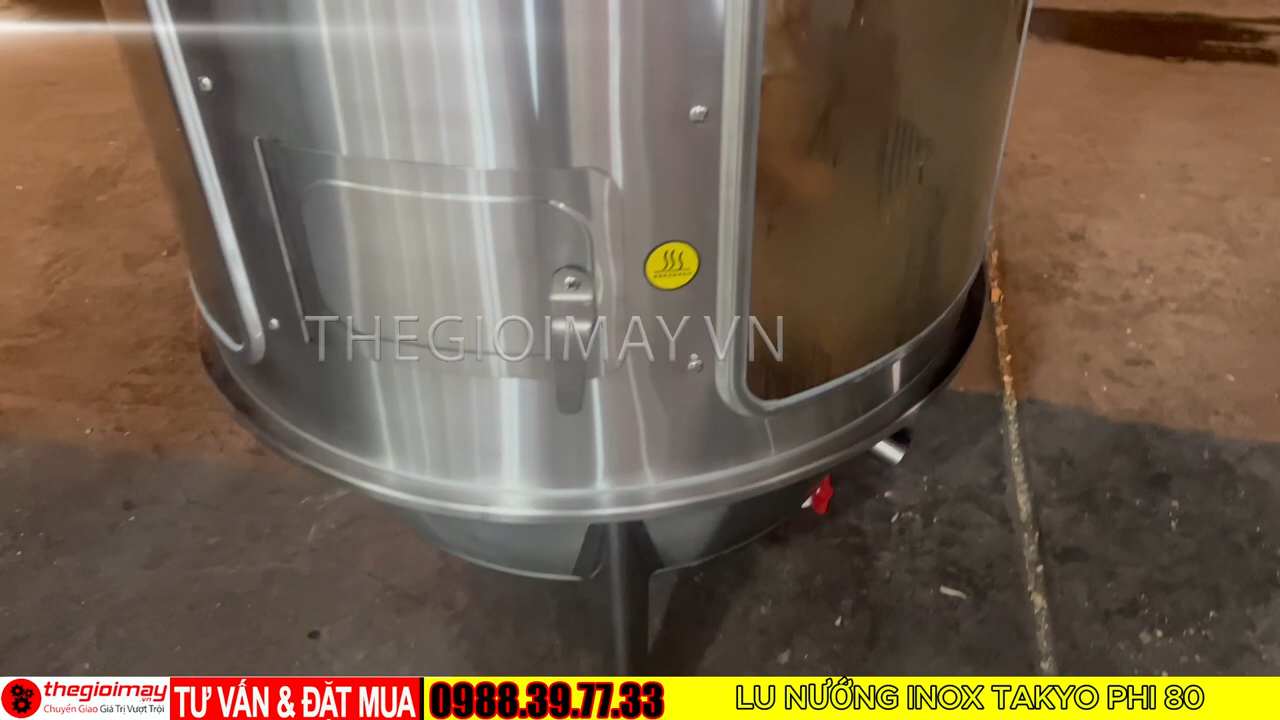 THEGIOIMAY.VN
thegioimay.vn
Chuyển Giao Giá Trị Vượt Trội
TƯ VẤN & ĐẶT MUA
0988.39.77.33
LU NƯỚNG INOX TAKYO PHI 80